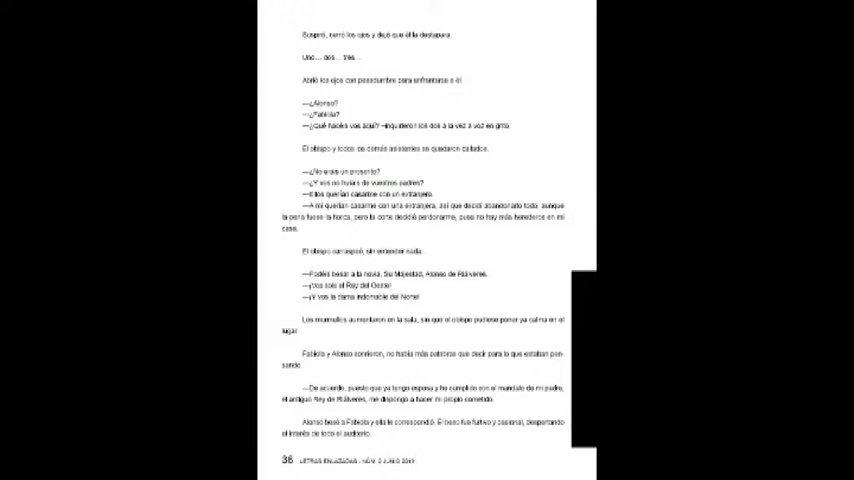 Suspiró, cerró los ojos y dejó que él la destapara.
Uno... dos... tres...
Abrió los ojos con pesadumbre para enfrentarse a él.
—¿Alonso?
—¿Fabiola?
—¿Qué hacéis vos aquí? –inquirieron los dos a la vez a voz en grito.
El obispo y todos los demás asistentes se quedaron callados.
—¿No erais un proscrito?
—¿Y vos no huíais de vuestros padres?
—Ellos querían casarme con un extranjero.
—A mí querían casarme con una extranjera, así que decidí abandonarlo todo, aunque
la pena fuese la horca, pero la corte decidió perdonarme, pues no hay más herederos en mi
casa.
El obispo carraspeó, sin entender nada.
—Podéis besar a la novia, Su Majestad, Alonso de Riálveres.
—¡Vos sois el Rey del Oeste!
—¡Y vos la dama indomable del Norte!
Los murmullos aumentaron en la sala, sin que el obispo pudiese poner ya calma en el
lugar.
Fabiola y Alonso sonrieron, no había más palabras que decir para lo que estaban pen-
sando.
—De acuerdo, puesto que ya tengo esposa y he cumplido con el mandato de mi padre,
el antiguo Rey de Riálveres, me dispongo a hacer mi propio cometido.
Alonso besó a Fabiola y ella le correspondió. El beso fue furtivo y pasional, despertando
el interés de todo el auditorio.
36 LETRAS ENLAZADAS - NÚM. 2 JUNIO